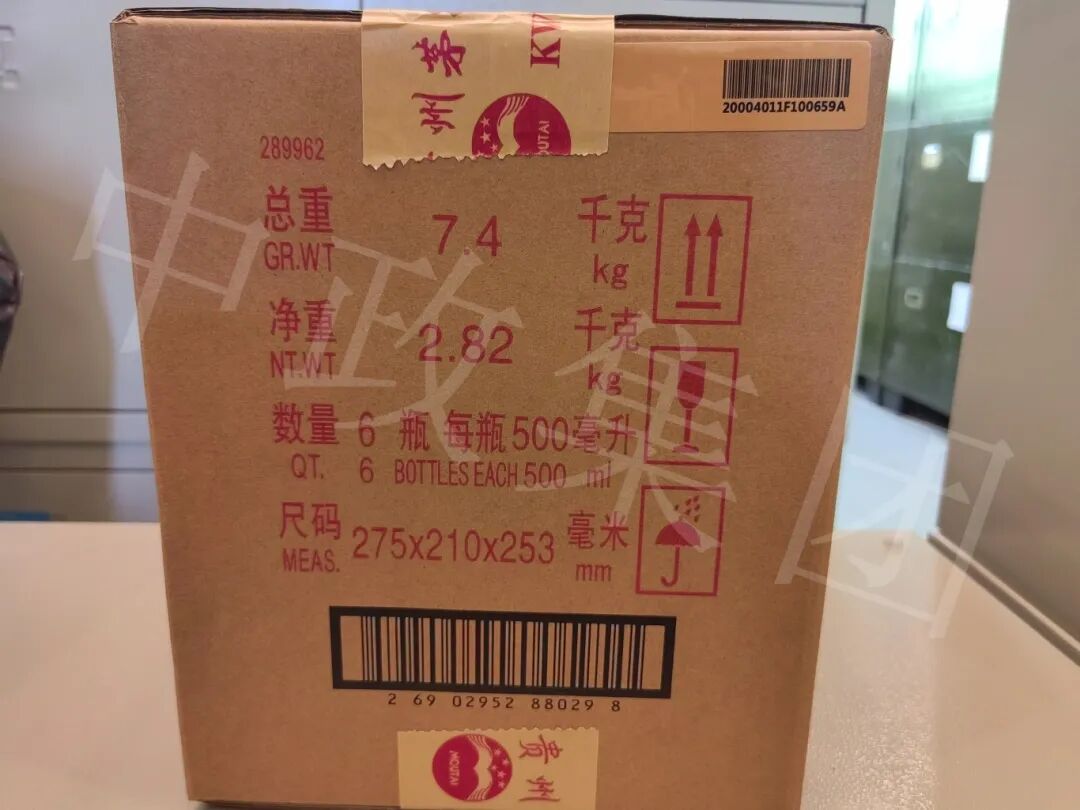 贵州茅
KW
MOUTAI
20004011F100659A
289962
总重 7.4 千克
GR.WT kg
净重 2.82 千克
NT.WT kg
数量 6 瓶 每瓶 500 毫升
QT. 6 BOTTLES EACH 500 ml
尺码 275x210x253 毫米
MEAS. mm
2 69 02952 88029 8
MOUTAI
贵州
中政集团